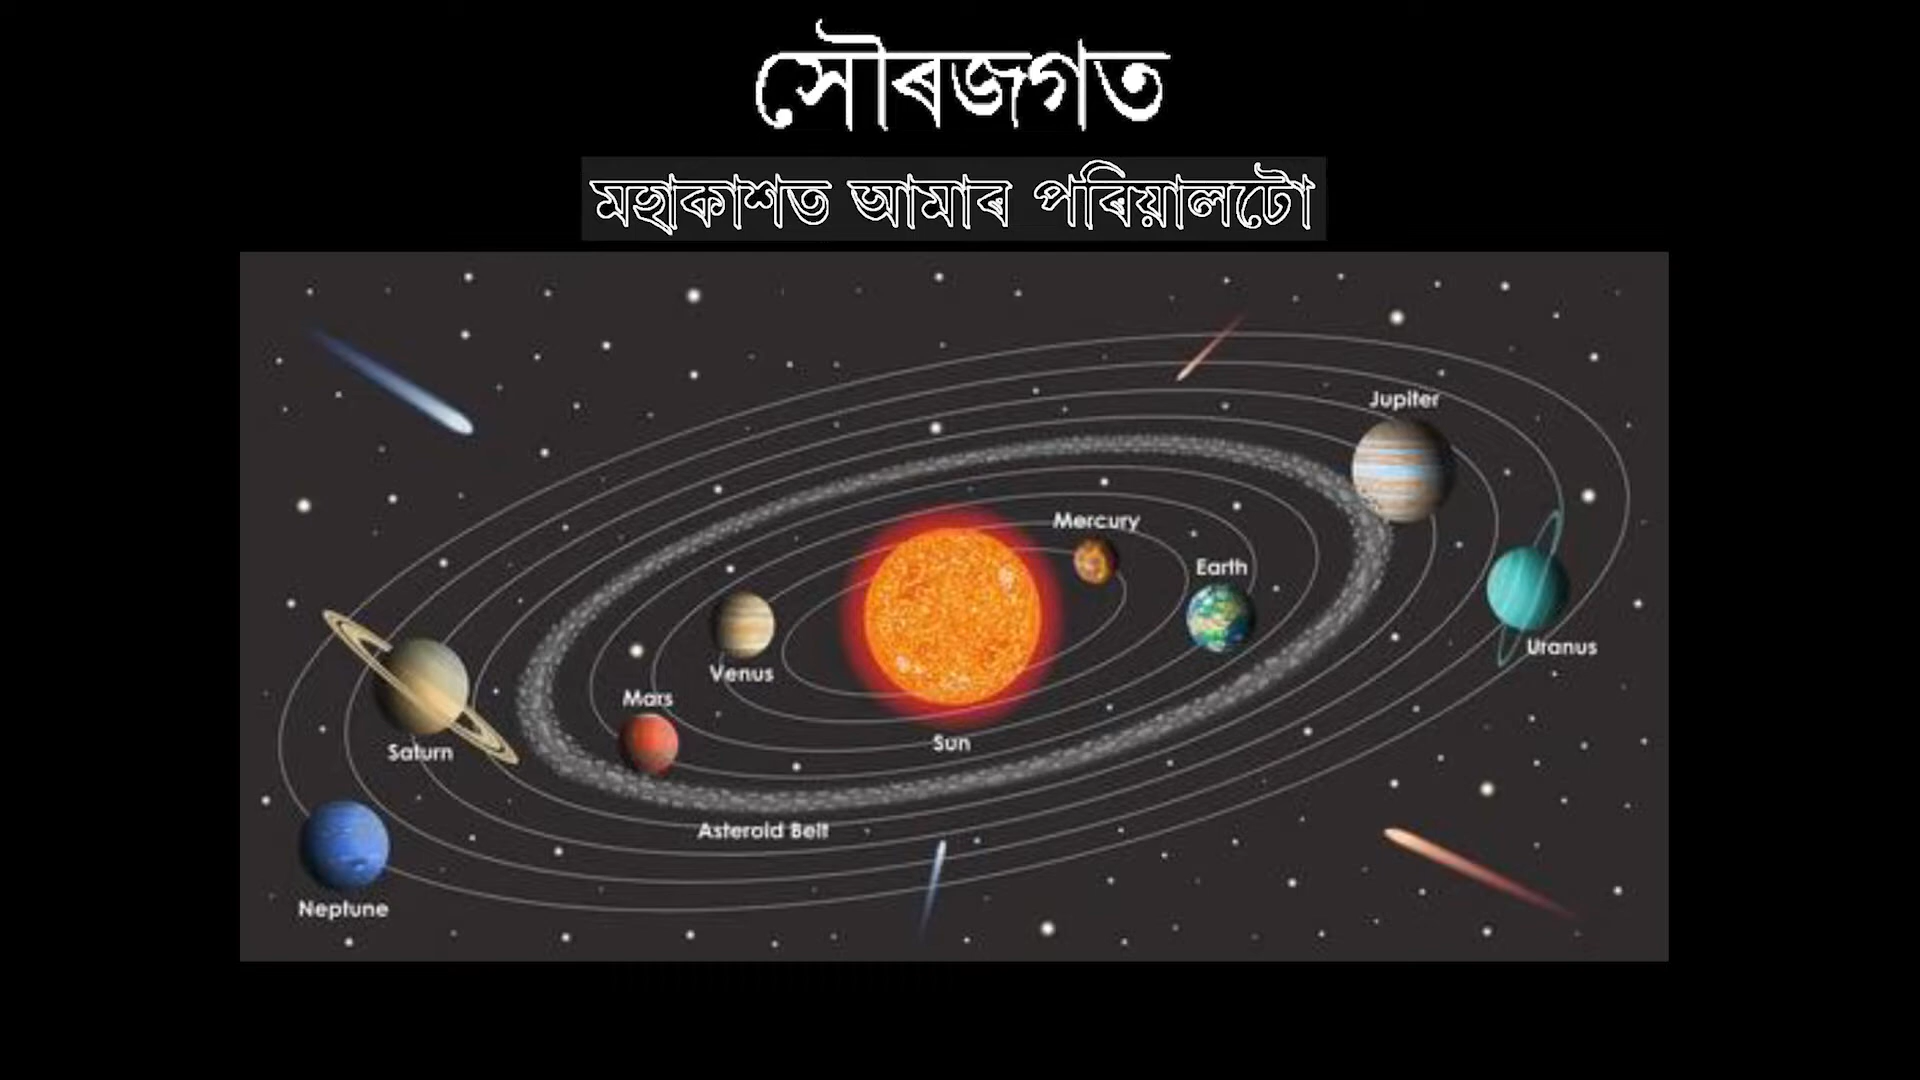 সৌৰজগত
মহাকাশত আমাৰ পৰিয়ালটো
Jupiter
Mercury
Earth
Uranus
Venus
Mars
Sun
Saturn
Asteroid Belt
Neptune